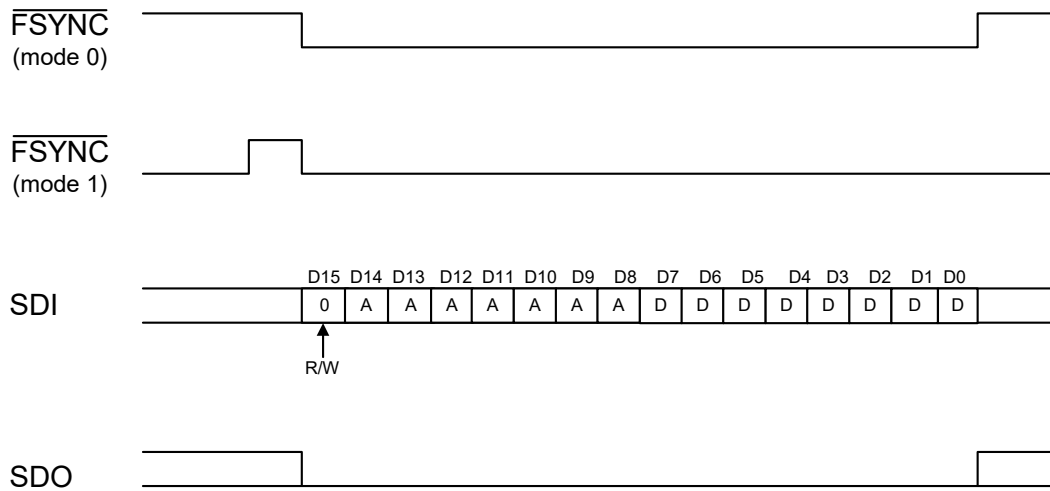 FSYNC
(mode 0)
FSYNC
(mode 1)
D15 D14 D13 D12 D11 D10 D9 D8 D7 D6 D5 D4 D3 D2 D1 D0
SDI 0 A A A A A A A D D D D D D D D
R/W
SDO